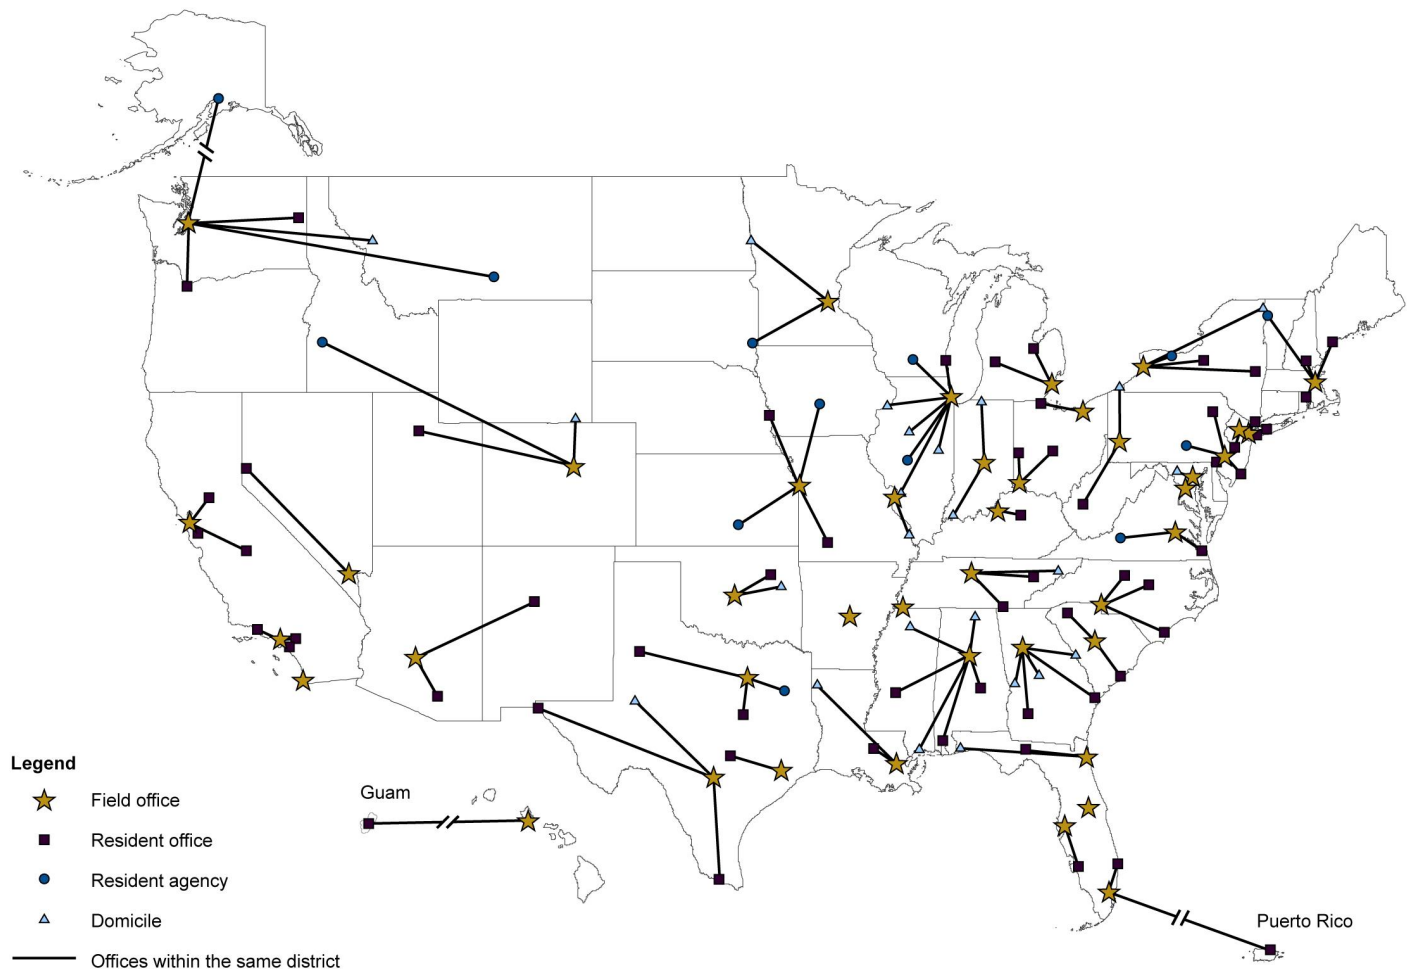 Legend
Field office
Resident office
Resident agency
Domicile
Offices within the same district
Guam
Puerto Rico